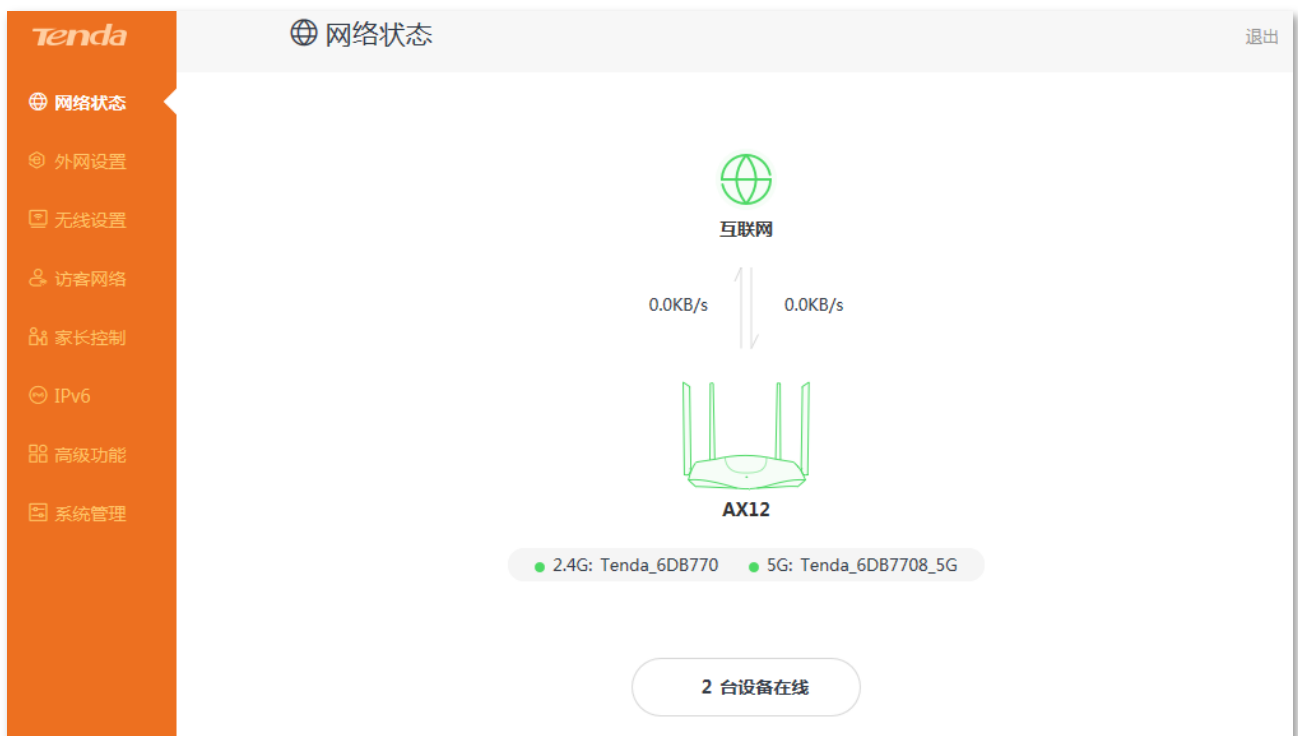 Tenda
网络状态
退出
网络状态
外网设置
无线设置
访客网络
家长控制
IPv6
高级功能
系统管理
互联网
0.0KB/s 0.0KB/s
AX12
2.4G: Tenda_6DB770 5G: Tenda_6DB7708_5G
2 台设备在线